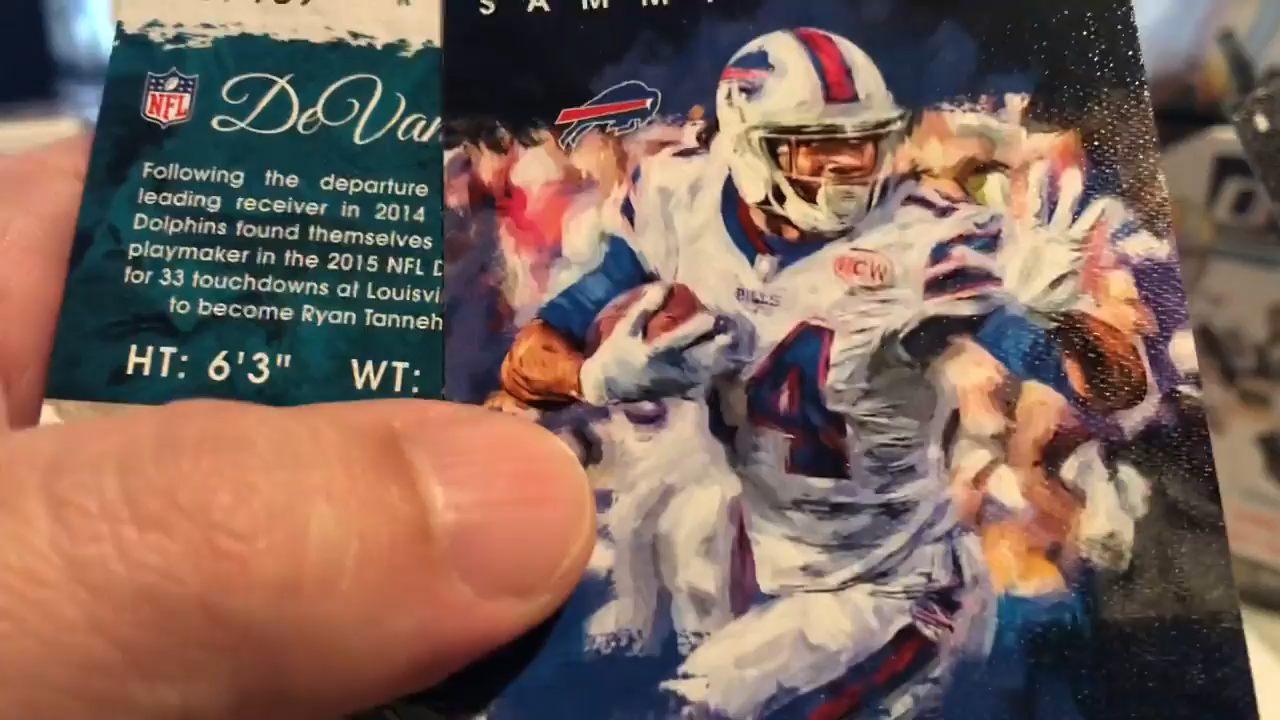 S A M M
NFL
DeVan
Following the departure
leading receiver in 2014
Dolphins found themselves
playmaker in the 2015 NFL D
for 33 touchdowns at Louisvi
to become Ryan Tanneh
HT: 6'3" WT:
RCW
BILLS
4